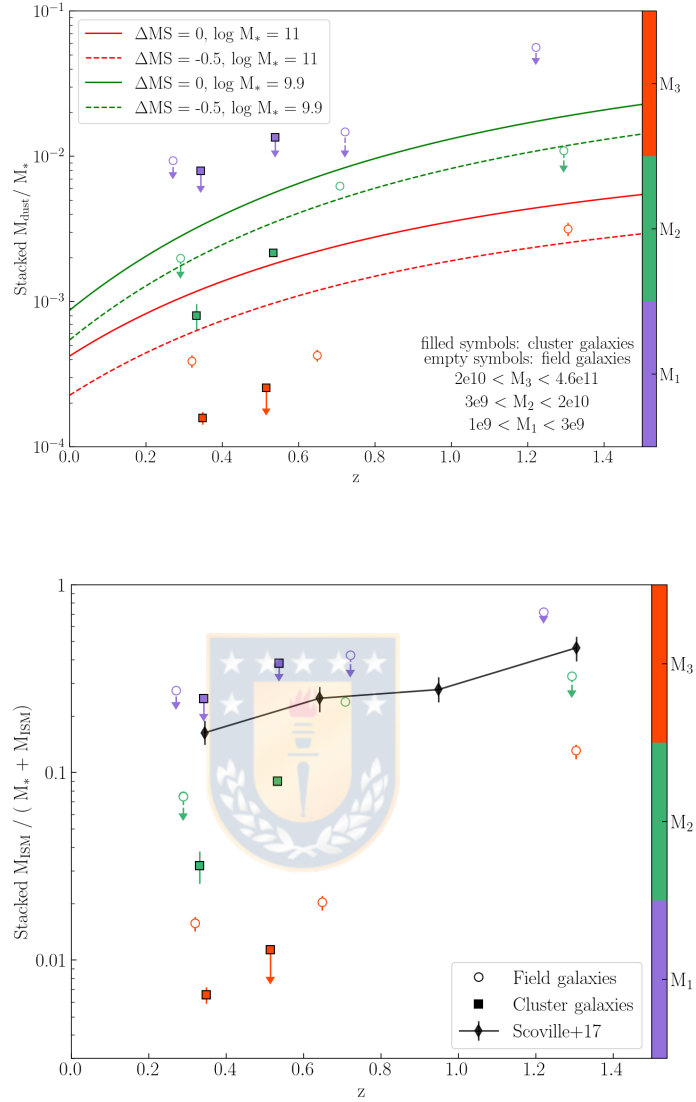 10⁻¹
ΔMS = 0, log M* = 11
ΔMS = -0.5, log M* = 11
ΔMS = 0, log M* = 9.9
ΔMS = -0.5, log M* = 9.9
M₃
10⁻²
Stacked M_dust/ M*
M₂
10⁻³
filled symbols: cluster galaxies
empty symbols: field galaxies
2e10 < M₃ < 4.6e11
3e9 < M₂ < 2e10
1e9 < M₁ < 3e9
M₁
10⁻⁴
0.0 0.2 0.4 0.6 0.8 1.0 1.2 1.4
z
1
M₃
Stacked M_ISM / ( M* + M_ISM)
0.1
M₂
0.01
Field galaxies
Cluster galaxies
Scoville+17
M₁
0.0 0.2 0.4 0.6 0.8 1.0 1.2 1.4
z